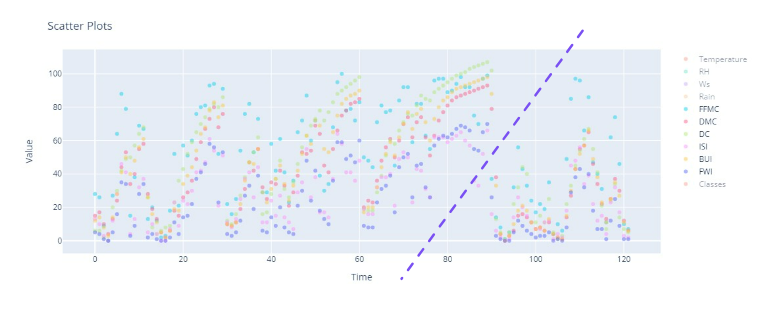 Scatter Plots
100
80
60
40
20
0
Value
0 20 40 60 80 100 120
Time
Temperature
RH
Ws
Rain
FFMC
DMC
DC
ISI
BUI
FWI
Classes